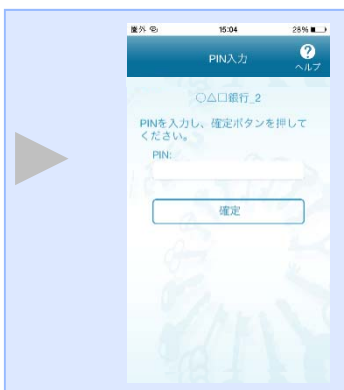 圏外
15:04
28%
PIN入力
?
ヘルプ
○△口銀行_2
PINを入力し、確定ボタンを押して
ください。
PIN:
確定